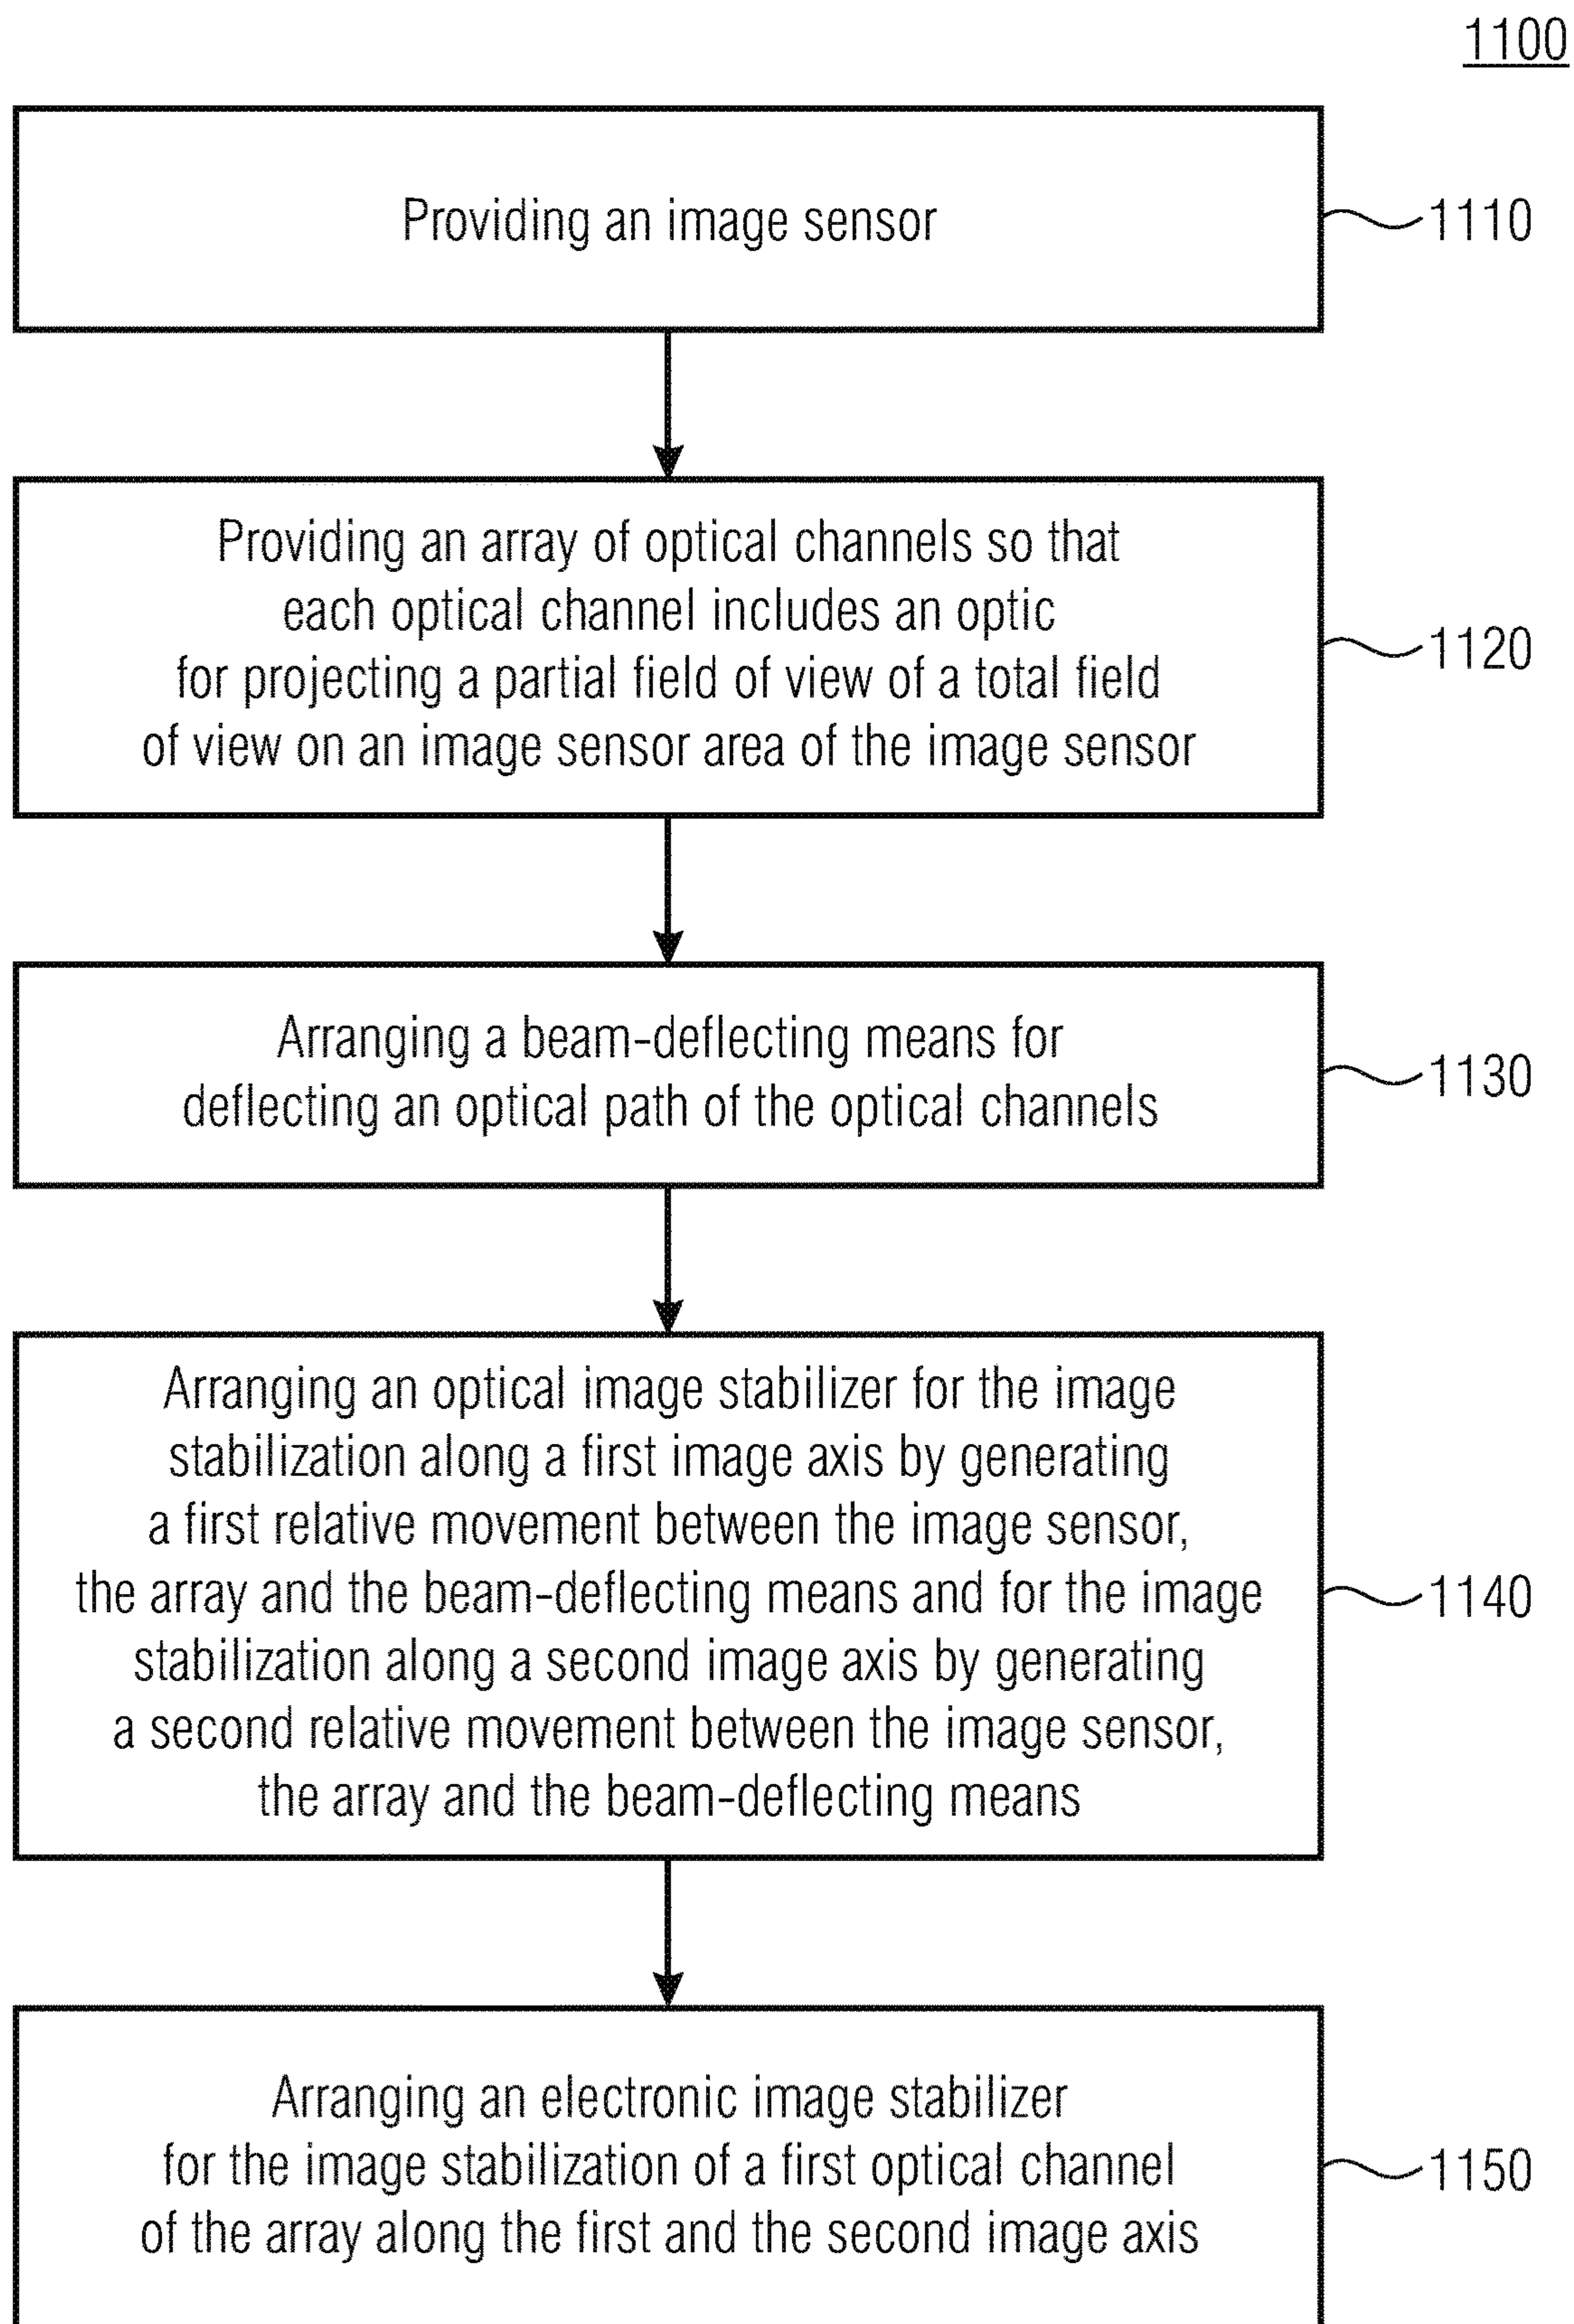 1100
Providing an image sensor
1110
Providing an array of optical channels so that
each optical channel includes an optic
for projecting a partial field of view of a total field
of view on an image sensor area of the image sensor
1120
Arranging a beam-deflecting means for
deflecting an optical path of the optical channels
1130
Arranging an optical image stabilizer for the image
stabilization along a first image axis by generating
a first relative movement between the image sensor,
the array and the beam-deflecting means and for the image
stabilization along a second image axis by generating
a second relative movement between the image sensor,
the array and the beam-deflecting means
1140
Arranging an electronic image stabilizer
for the image stabilization of a first optical channel
of the array along the first and the second image axis
1150